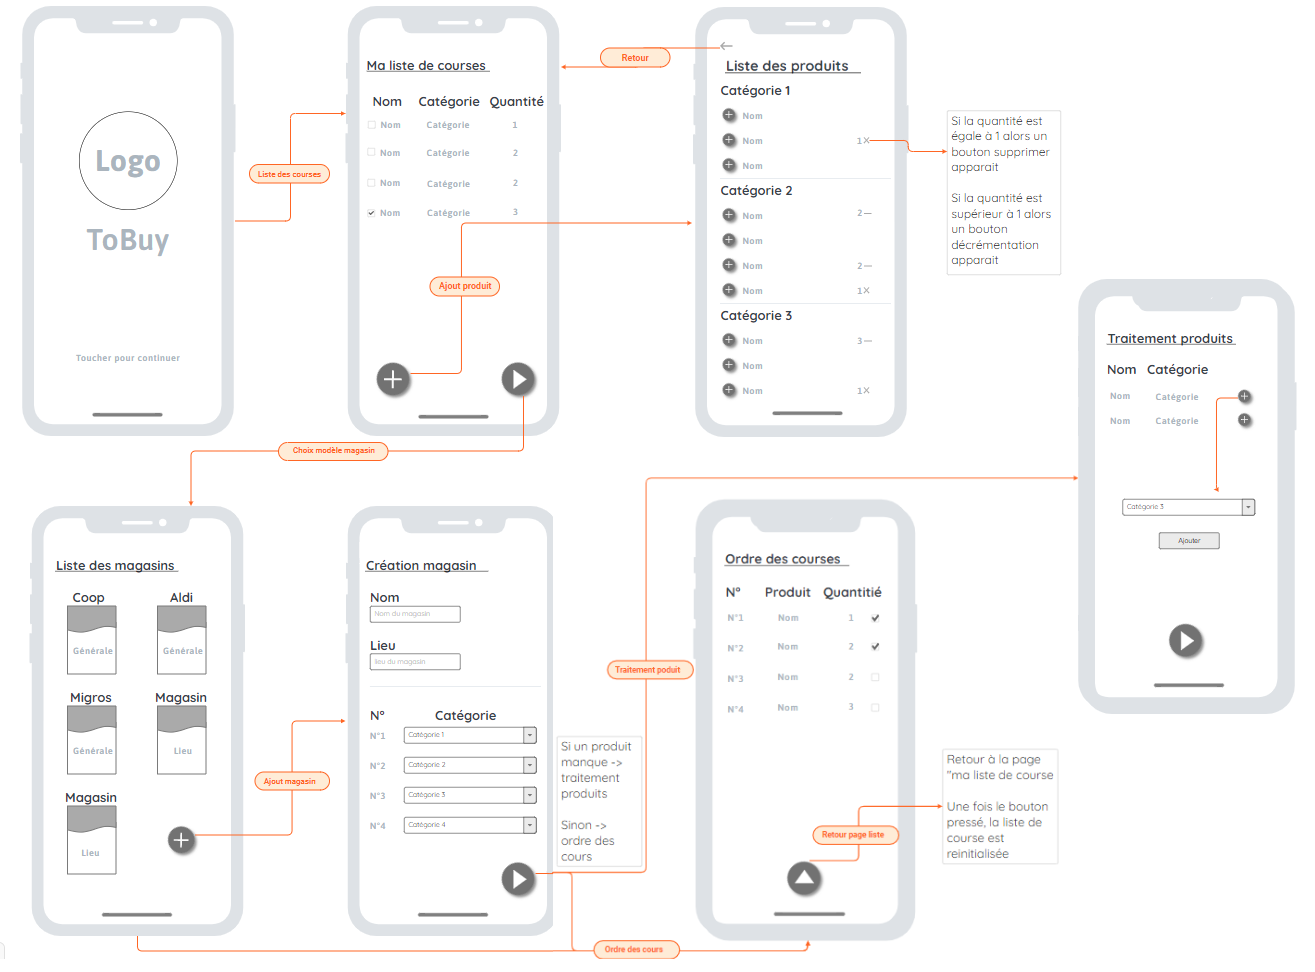 Logo
ToBuy
Toucher pour continuer
Liste des courses
Ma liste de courses
Nom Catégorie Quantité
Nom Catégorie 1
Nom Catégorie 2
Nom Catégorie 2
Nom Catégorie 3
Ajout produit
Retour
Liste des produits
Catégorie 1
Nom
Nom 1X
Nom
Catégorie 2
Nom 2—
Nom
Nom 2—
Nom 1X
Catégorie 3
Nom 3—
Nom
Nom 1X
Si la quantité est
égale à 1 alors un
bouton supprimer
apparait
Si la quantité est
supérieur à 1 alors
un bouton
décrémentation
apparait
Traitement produits
Nom Catégorie
Nom Catégorie
Nom Catégorie
Catégorie 3
Ajouter
Choix modèle magasin
Liste des magasins
Coop Aldi
Générale Générale
Migros Magasin
Générale Lieu
Magasin
Lieu
Ajout magasin
Création magasin
Nom
Nom du magasin
Lieu
lieu du magasin
N° Catégorie
N°1 Catégorie 1
N°2 Catégorie 2
N°3 Catégorie 3
N°4 Catégorie 4
Si un produit
manque ->
traitement
produits
Sinon ->
ordre des
cours
Traitement poduit
Ordre des cours
Ordre des courses
N° Produit Quantitié
N°1 Nom 1
N°2 Nom 2
N°3 Nom 2
N°4 Nom 3
Retour page liste
Retour à la page
"ma liste de course
Une fois le bouton
pressé, la liste de
course est
reinitialisée